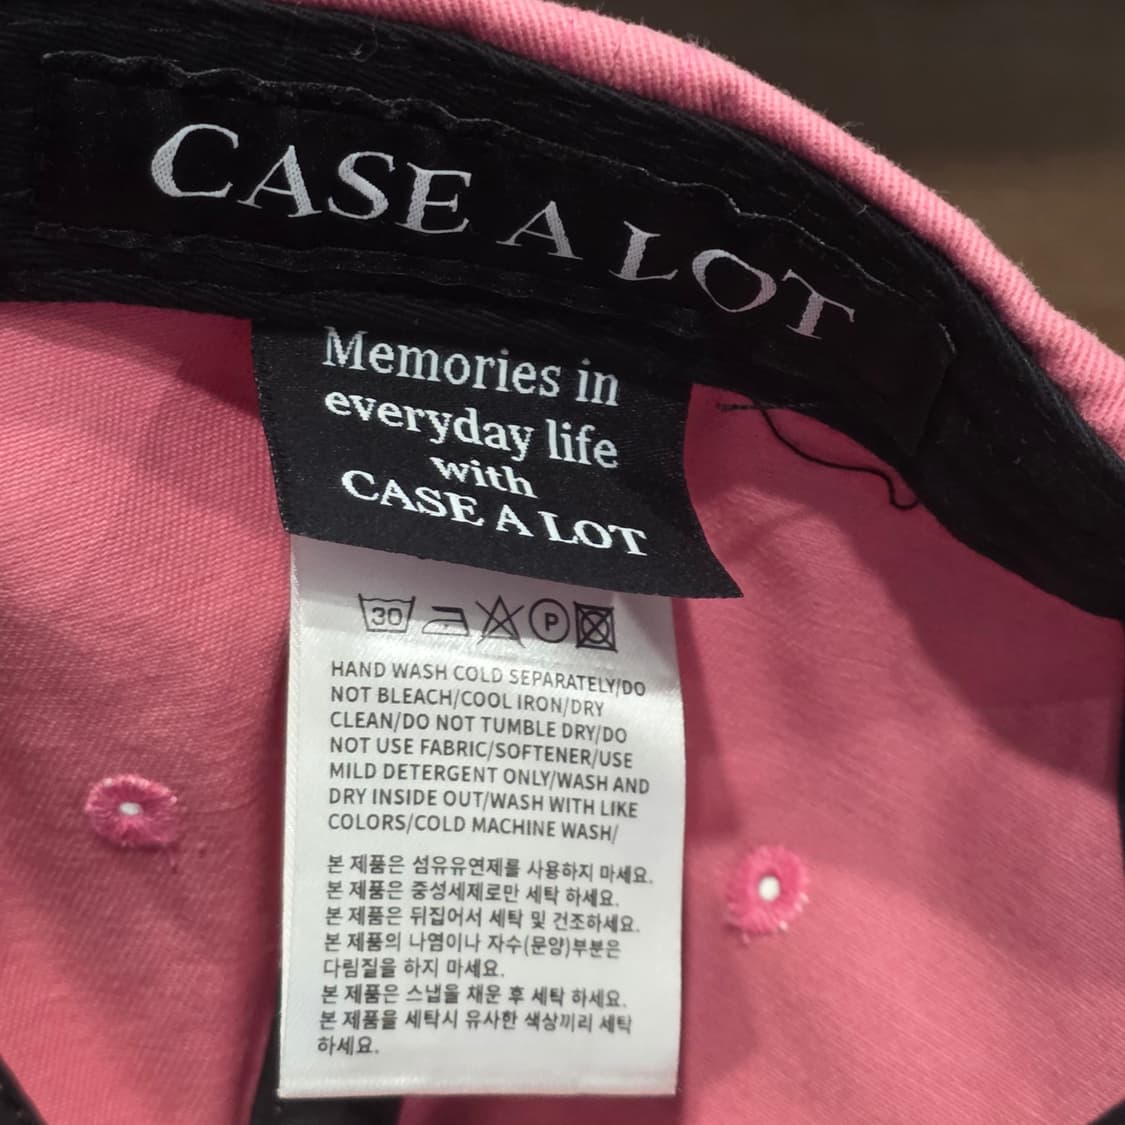 CASE A LOT
Memories in
everyday life
with
CASE A LOT
30 P
HAND WASH COLD SEPARATELY/DO
NOT BLEACH/COOL IRON/DRY
CLEAN/DO NOT TUMBLE DRY/DO
NOT USE FABRIC/SOFTENER/USE
MILD DETERGENT ONLY/WASH AND
DRY INSIDE OUT/WASH WITH LIKE
COLORS/COLD MACHINE WASH/
본 제품은 섬유유연제를 사용하지 마세요.
본 제품은 중성세제로만 세탁 하세요.
본 제품은 뒤집어서 세탁 및 건조하세요.
본 제품의 나염이나 자수(문양)부분은
다림질을 하지 마세요.
본 제품은 스냅을 채운 후 세탁 하세요.
본 제품을 세탁시 유사한 색상끼리 세탁
하세요.